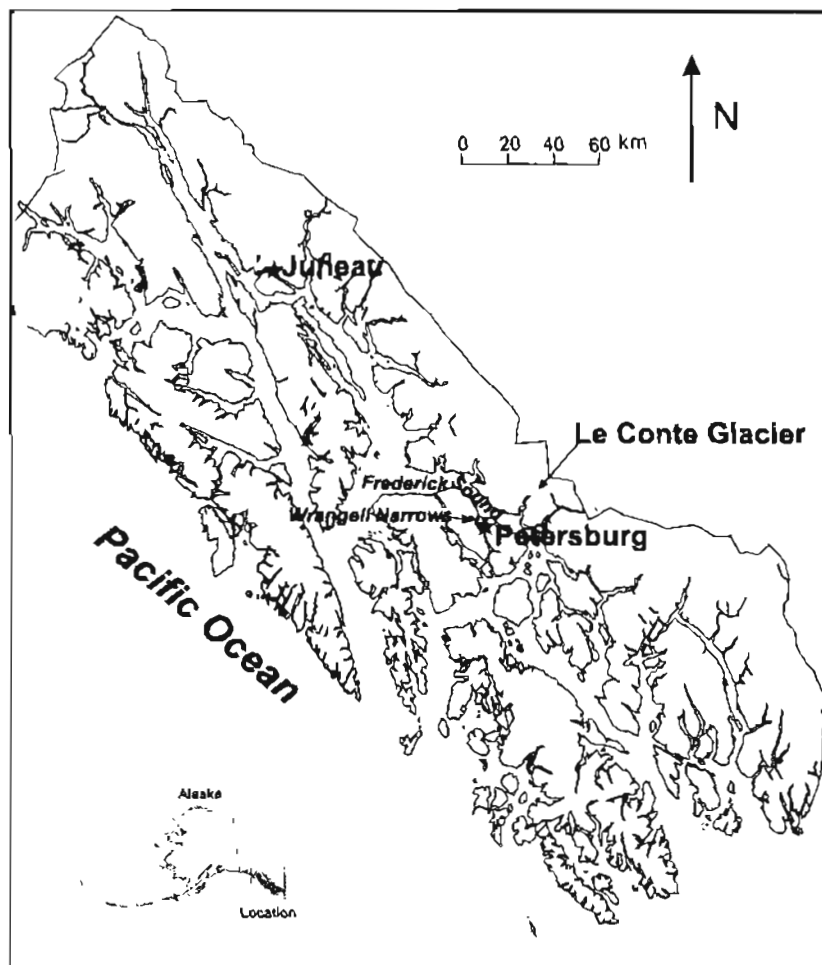 N
0 20 40 60 km
Juneau
Le Conte Glacier
Frederick Sound
Wrangell Narrows
Petersburg
Pacific Ocean
Alaska
Location